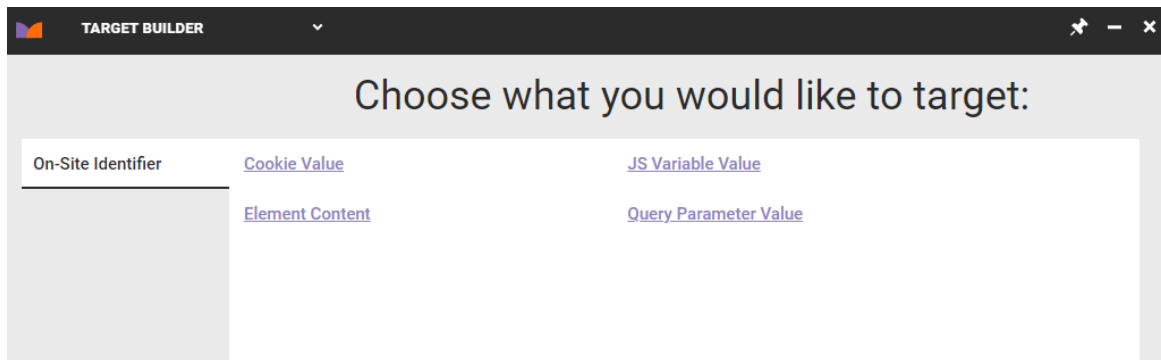 TARGET BUILDER
Choose what you would like to target:
On-Site Identifier
Cookie Value
JS Variable Value
Element Content
Query Parameter Value